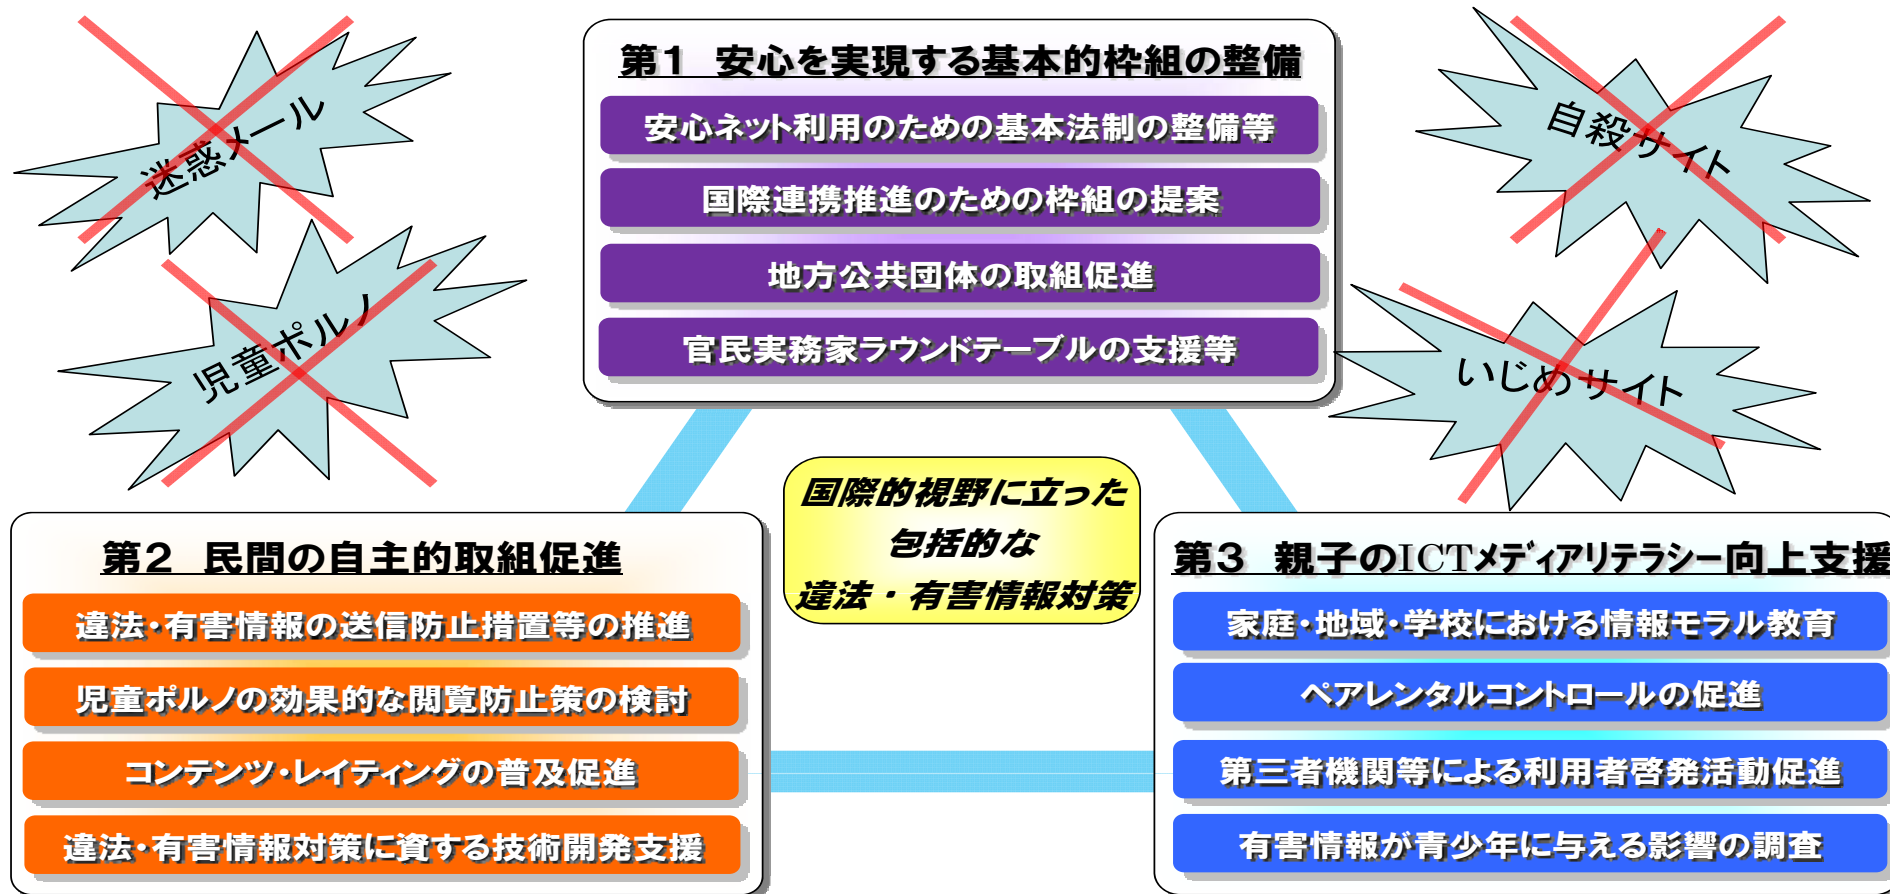 迷惑メール
児童ポルノ
自殺サイト
いじめサイト
第1 安心を実現する基本的枠組の整備
安心ネット利用のための基本法制の整備等
国際連携推進のための枠組の提案
地方公共団体の取組促進
官民実務家ラウンドテーブルの支援等
国際的視野に立った
包括的な
違法・有害情報対策
第2 民間の自主的取組促進
違法・有害情報の送信防止措置等の推進
児童ポルノの効果的な閲覧防止策の検討
コンテンツ・レイティングの普及促進
違法・有害情報対策に資する技術開発支援
第3 親子のICTメディアリテラシー向上支援
家庭・地域・学校における情報モラル教育
ペアレンタルコントロールの促進
第三者機関等による利用者啓発活動促進
有害情報が青少年に与える影響の調査